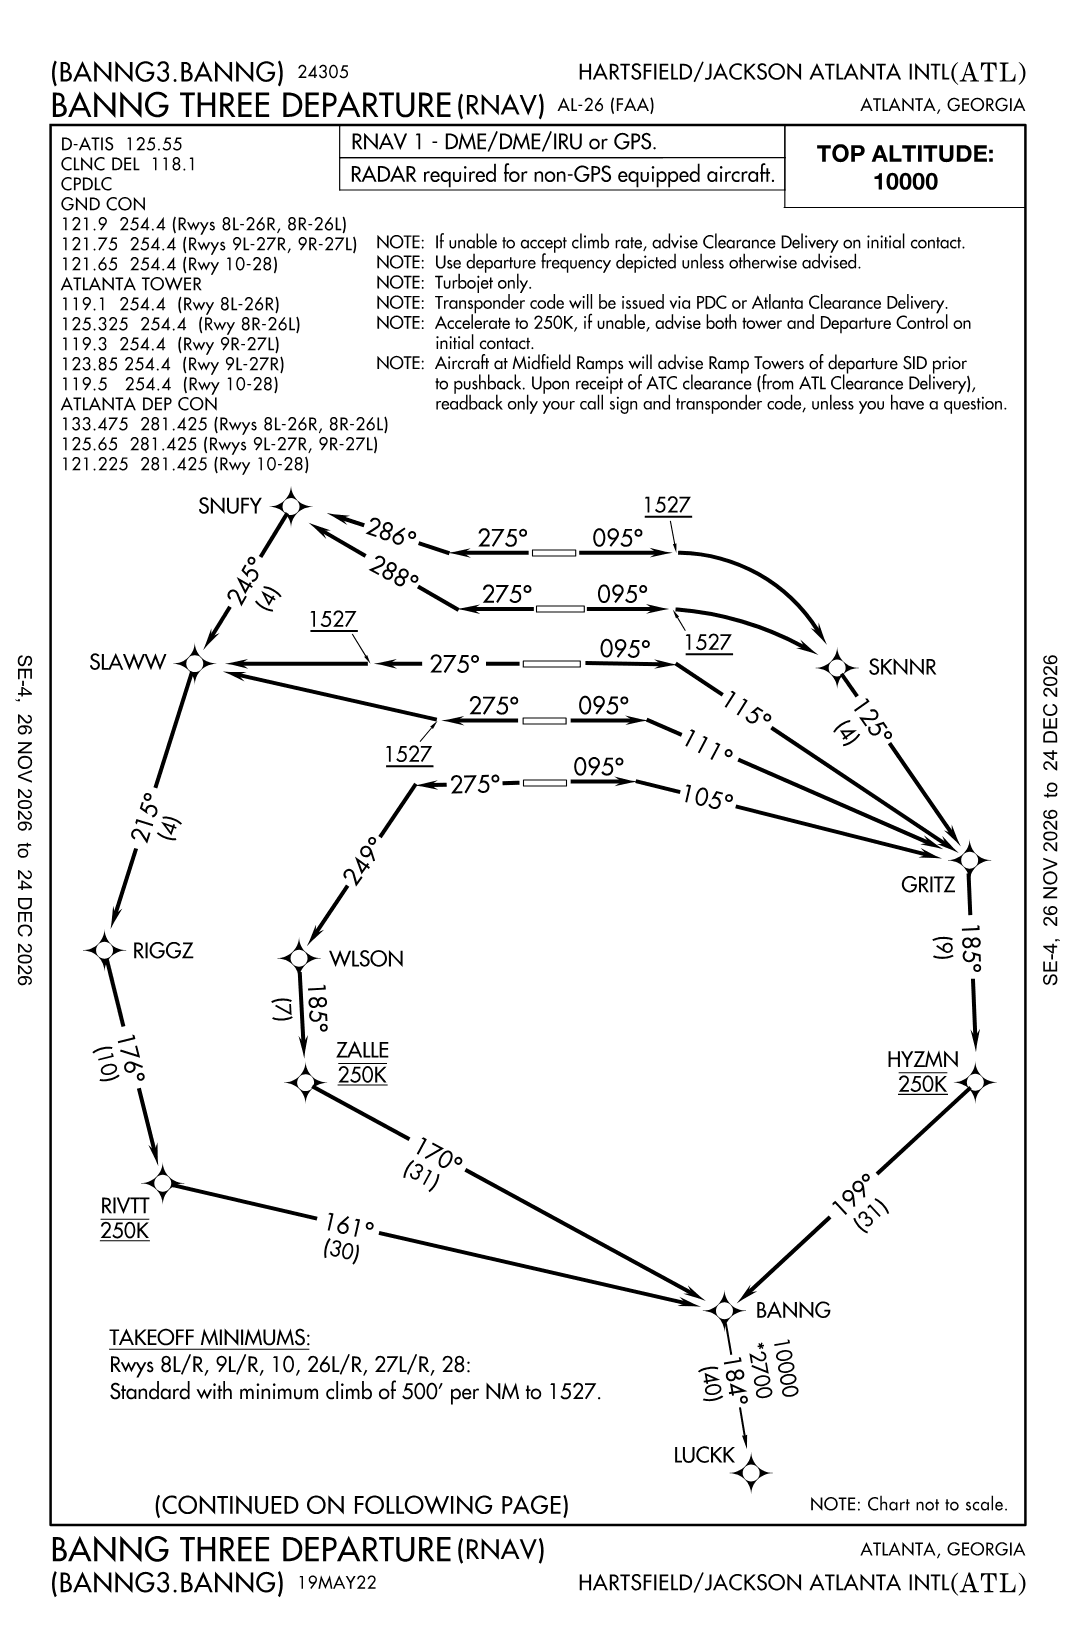 (BANNG3.BANNG) 24305
HARTSFIELD/JACKSON ATLANTA INTL(ATL)
BANNG THREE DEPARTURE(RNAV) AL-26 (FAA)
ATLANTA, GEORGIA
D-ATIS 125.55
CLNC DEL 118.1
CPDLC
GND CON
121.9 254.4 (Rwys 8L-26R, 8R-26L)
121.75 254.4 (Rwys 9L-27R, 9R-27L)
121.65 254.4 (Rwy 10-28)
ATLANTA TOWER
119.1 254.4 (Rwy 8L-26R)
125.325 254.4 (Rwy 8R-26L)
119.3 254.4 (Rwy 9R-27L)
123.85 254.4 (Rwy 9L-27R)
119.5 254.4 (Rwy 10-28)
ATLANTA DEP CON
133.475 281.425 (Rwys 8L-26R, 8R-26L)
125.65 281.425 (Rwys 9L-27R, 9R-27L)
121.225 281.425 (Rwy 10-28)
RNAV 1 - DME/DME/IRU or GPS.
RADAR required for non-GPS equipped aircraft.
TOP ALTITUDE:
10000
NOTE: If unable to accept climb rate, advise Clearance Delivery on initial contact.
NOTE: Use departure frequency depicted unless otherwise advised.
NOTE: Turbojet only.
NOTE: Transponder code will be issued via PDC or Atlanta Clearance Delivery.
NOTE: Accelerate to 250K, if unable, advise both tower and Departure Control on
initial contact.
NOTE: Aircraft at Midfield Ramps will advise Ramp Towers of departure SID prior
to pushback. Upon receipt of ATC clearance (from ATL Clearance Delivery),
readback only your call sign and transponder code, unless you have a question.
SNUFY
1527
286°
275°
095°
288°
275°
095°
245°
(4)
1527
1527
SLAWW
275°
095°
SKNNR
275°
095°
115°
125°
(4)
1527
111°
275°
095°
105°
215°
(4)
249°
GRITZ
RIGGZ
WLSON
185°
(9)
185°
(7)
176°
(10)
ZALLE
250K
HYZMN
250K
170°
(31)
199°
(31)
RIVTT
250K
161°
(30)
BANNG
10000
*2700
184°
(40)
LUCKK
TAKEOFF MINIMUMS:
Rwys 8L/R, 9L/R, 10, 26L/R, 27L/R, 28:
Standard with minimum climb of 500’ per NM to 1527.
(CONTINUED ON FOLLOWING PAGE)
NOTE: Chart not to scale.
SE-4, 26 NOV 2026 to 24 DEC 2026
SE-4, 26 NOV 2026 to 24 DEC 2026
BANNG THREE DEPARTURE(RNAV)
ATLANTA, GEORGIA
(BANNG3.BANNG) 19MAY22
HARTSFIELD/JACKSON ATLANTA INTL(ATL)